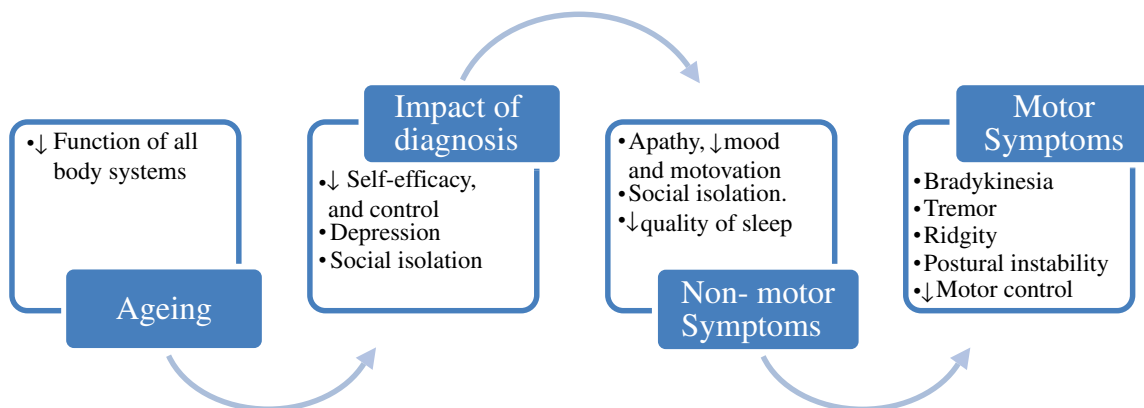 •↓ Function of all
body systems
Ageing
Impact of
diagnosis
•↓ Self-efficacy,
and control
•Depression
•Social isolation
•Apathy, ↓mood
and motovation
•Social isolation.
•↓quality of sleep
Non- motor
Symptoms
Motor
Symptoms
•Bradykinesia
•Tremor
•Ridgity
•Postural instability
•↓ Motor control